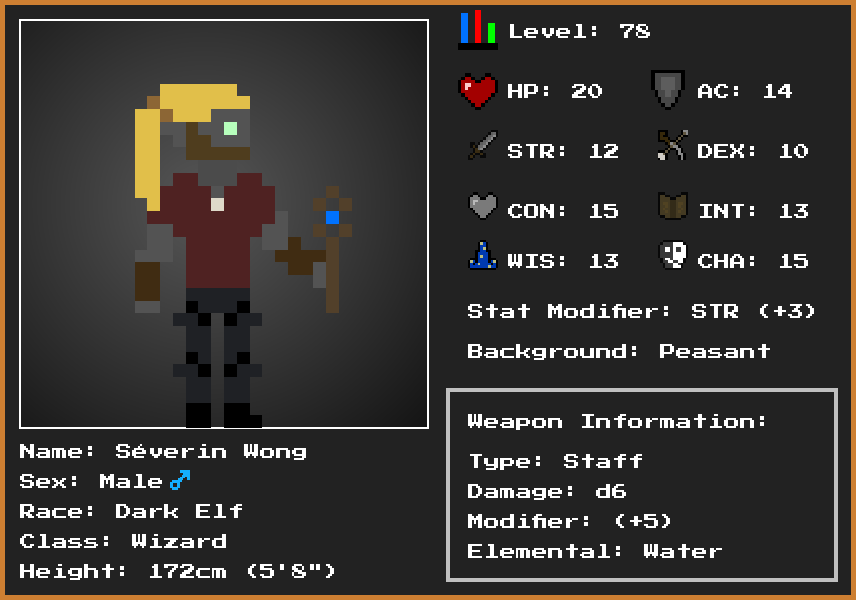 Level: 78
HP: 20 AC: 14
STR: 12 DEX: 10
CON: 15 INT: 13
WIS: 13 CHA: 15
Stat Modifier: STR (+3)
Background: Peasant
Weapon Information:
Type: Staff
Damage: d6
Modifier: (+5)
Elemental: Water
Name: Séverin Wong
Sex: Male ♂
Race: Dark Elf
Class: Wizard
Height: 172cm (5'8")